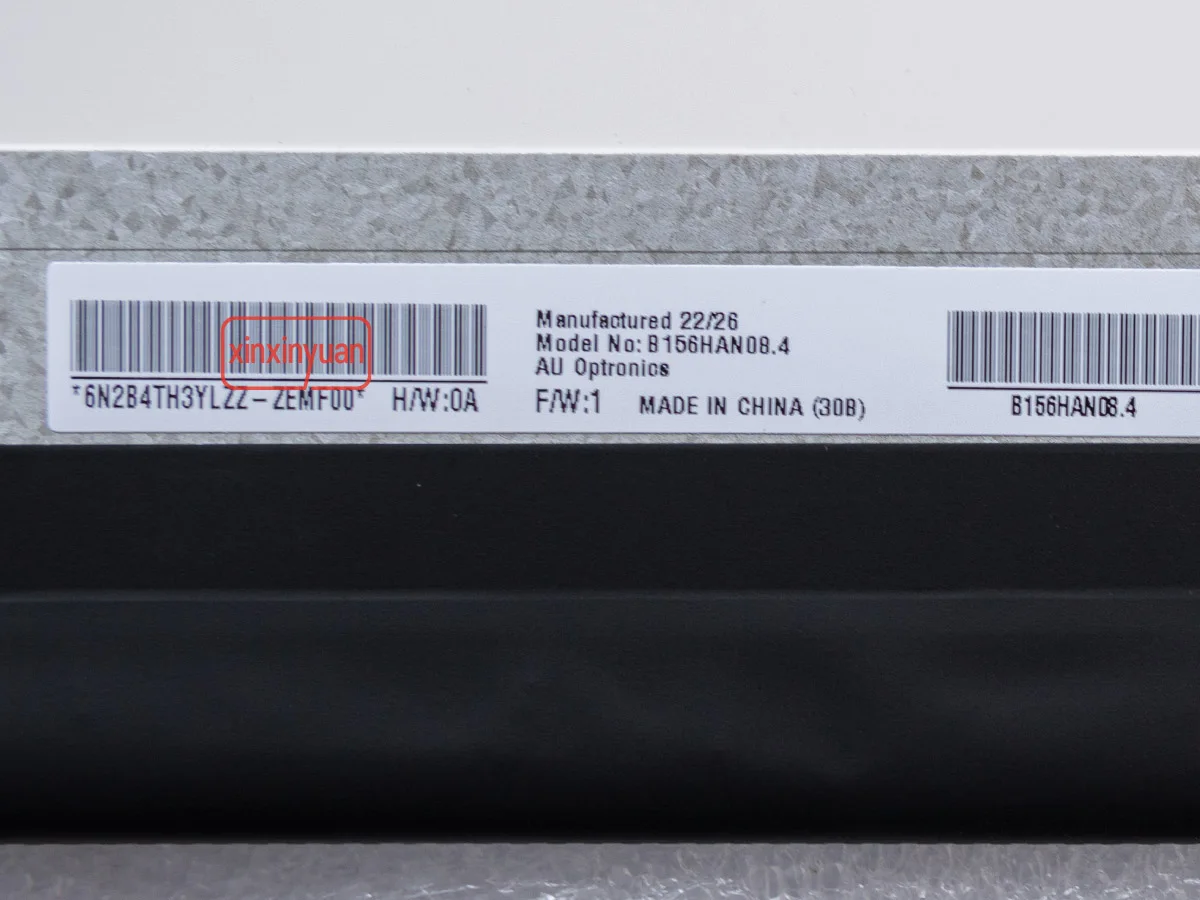 xinxinyuan
*6N2B4TH3YLZZ-ZEMF00* H/W:0A
Manufactured 22/26
Model No: B156HAN08.4
AU Optronics
F/W:1 MADE IN CHINA (30B)
B156HAN08.4